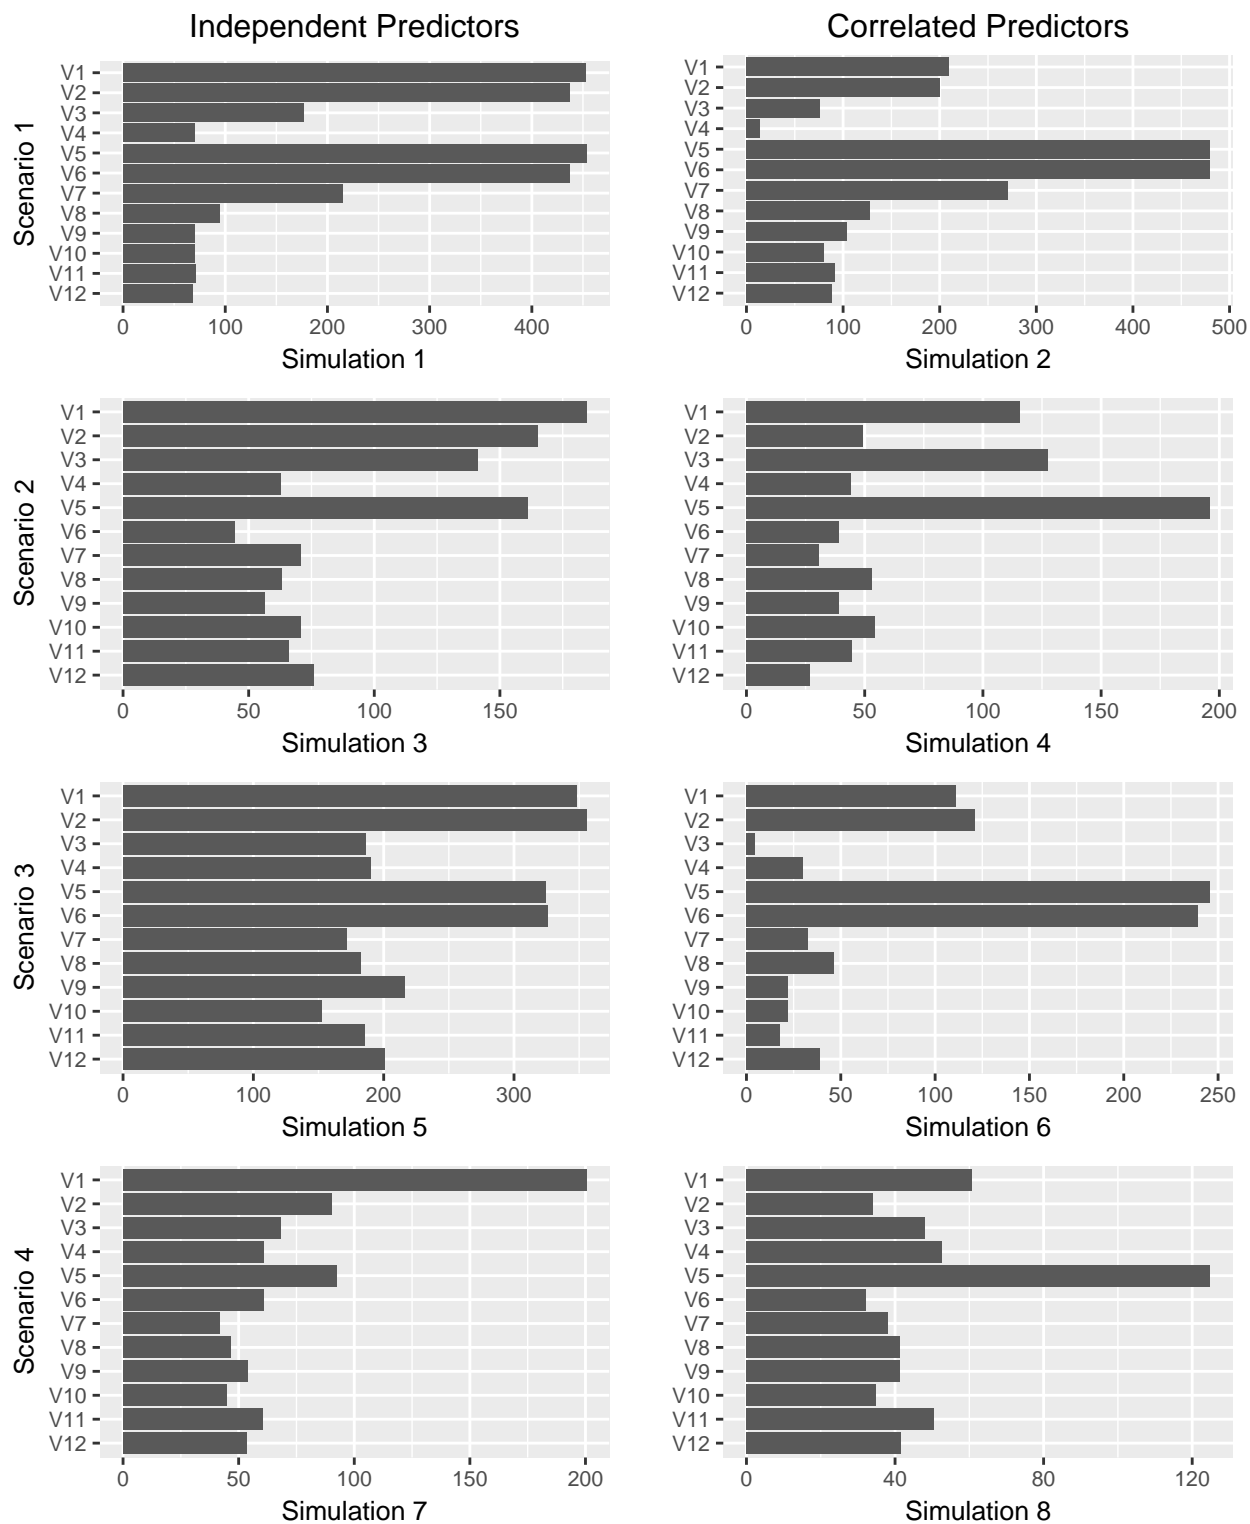 Independent Predictors
Correlated Predictors
Scenario 1
V1
V2
V3
V4
V5
V6
V7
V8
V9
V10
V11
V12
0 100 200 300 400
Simulation 1
V1
V2
V3
V4
V5
V6
V7
V8
V9
V10
V11
V12
0 100 200 300 400 500
Simulation 2
Scenario 2
V1
V2
V3
V4
V5
V6
V7
V8
V9
V10
V11
V12
0 50 100 150
Simulation 3
V1
V2
V3
V4
V5
V6
V7
V8
V9
V10
V11
V12
0 50 100 150 200
Simulation 4
Scenario 3
V1
V2
V3
V4
V5
V6
V7
V8
V9
V10
V11
V12
0 100 200 300
Simulation 5
V1
V2
V3
V4
V5
V6
V7
V8
V9
V10
V11
V12
0 50 100 150 200 250
Simulation 6
Scenario 4
V1
V2
V3
V4
V5
V6
V7
V8
V9
V10
V11
V12
0 50 100 150 200
Simulation 7
V1
V2
V3
V4
V5
V6
V7
V8
V9
V10
V11
V12
0 40 80 120
Simulation 8